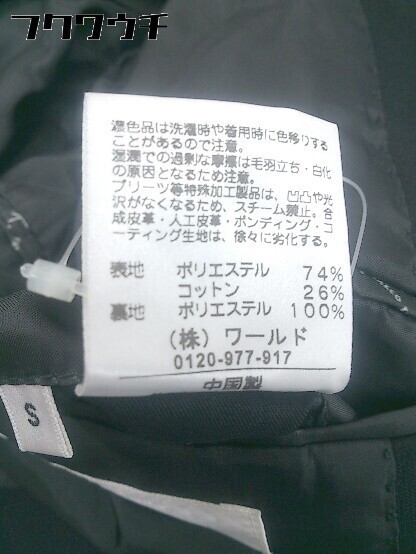 フクワウチ
濃色品は洗濯時や着用時に色移りする
ことがあるので注意。
湿潤での過剰な摩擦は毛羽立ち・白化
の原因となるため注意。
プリーツ等特殊加工製品は、凹凸や光
沢がなくなるため、スチーム禁止。合
成皮革・人工皮革・ボンディング・コ
ーティング生地は、徐々に劣化する。
表地 ポリエステル 74%
コットン 26%
裏地 ポリエステル 100%
(株) ワールド
0120-977-917
中国製
S